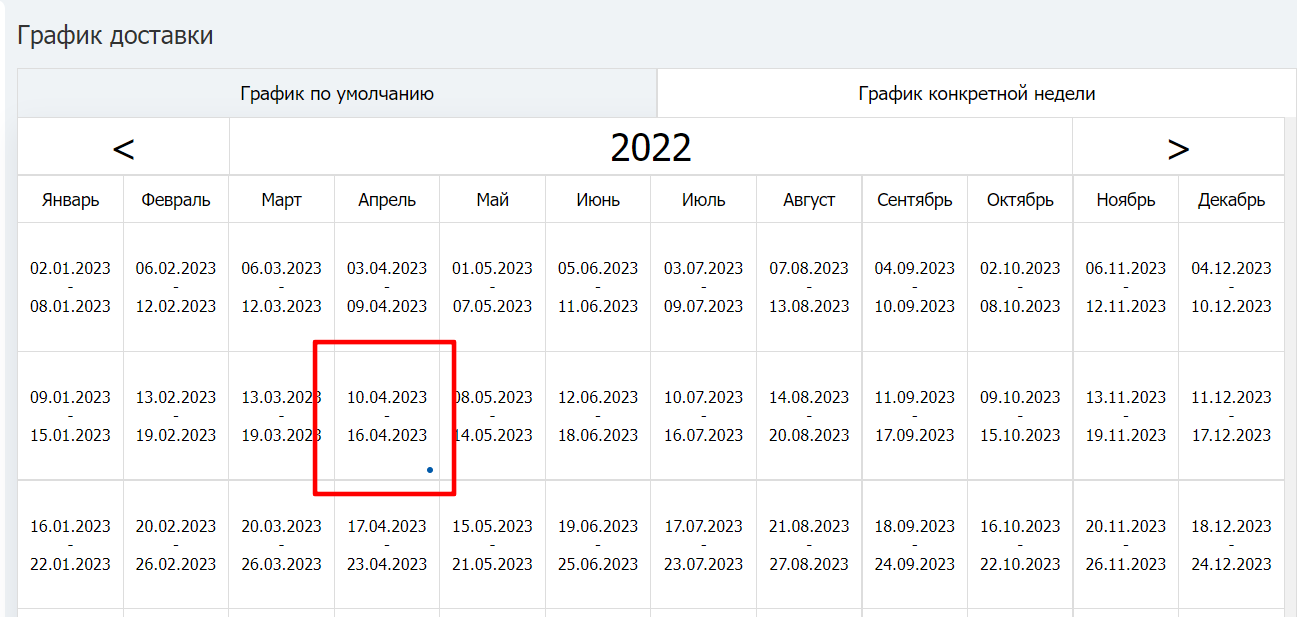 График доставки
График по умолчанию График конкретной недели
< 2022 >
Январь Февраль Март Апрель Май Июнь Июль Август Сентябрь Октябрь Ноябрь Декабрь
02.01.2023 06.02.2023 06.03.2023 03.04.2023 01.05.2023 05.06.2023 03.07.2023 07.08.2023 04.09.2023 02.10.2023 06.11.2023 04.12.2023
- - - - - - - - - - - -
08.01.2023 12.02.2023 12.03.2023 09.04.2023 07.05.2023 11.06.2023 09.07.2023 13.08.2023 10.09.2023 08.10.2023 12.11.2023 10.12.2023
09.01.2023 13.02.2023 13.03.2023 10.04.2023 08.05.2023 12.06.2023 10.07.2023 14.08.2023 11.09.2023 09.10.2023 13.11.2023 11.12.2023
- - - - - - - - - - - -
15.01.2023 19.02.2023 19.03.2023 16.04.2023 14.05.2023 18.06.2023 16.07.2023 20.08.2023 17.09.2023 15.10.2023 19.11.2023 17.12.2023
16.01.2023 20.02.2023 20.03.2023 17.04.2023 15.05.2023 19.06.2023 17.07.2023 21.08.2023 18.09.2023 16.10.2023 20.11.2023 18.12.2023
- - - - - - - - - - - -
22.01.2023 26.02.2023 26.03.2023 23.04.2023 21.05.2023 25.06.2023 23.07.2023 27.08.2023 24.09.2023 22.10.2023 26.11.2023 24.12.2023